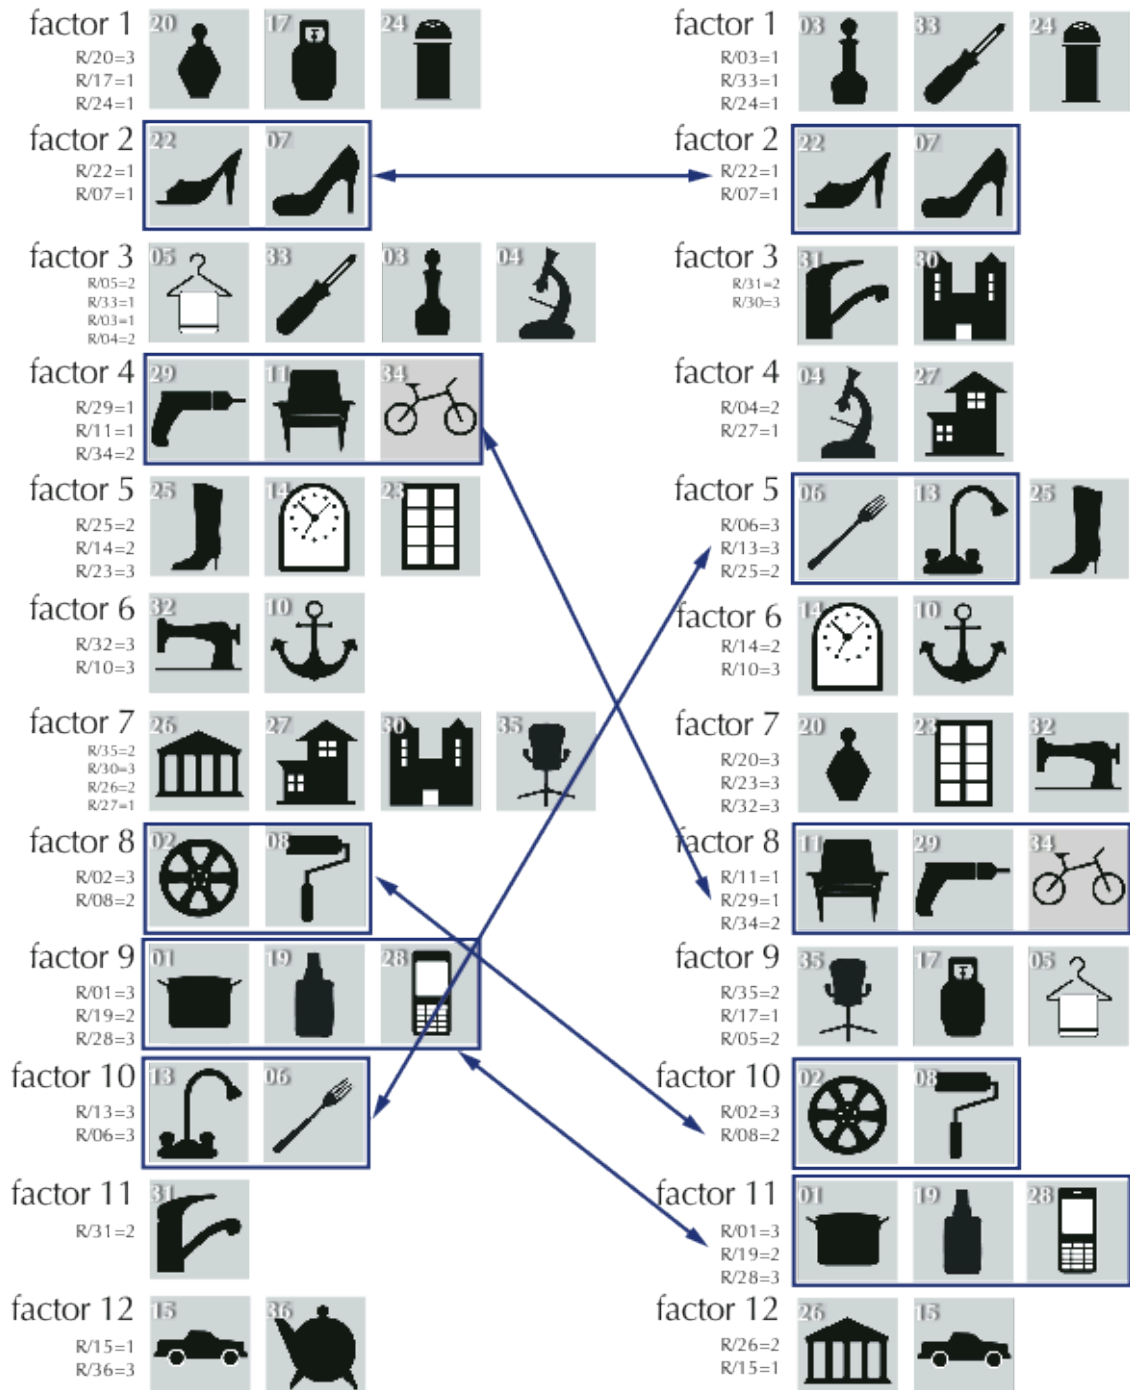 factor 1
20 17 24
R/20=3
R/17=1
R/24=1
factor 2
22 07
R/22=1
R/07=1
factor 3
05 33 03 04
R/05=2
R/33=1
R/03=1
R/04=2
factor 4
29 11 34
R/29=1
R/11=1
R/34=2
factor 5
25 14 23
R/25=2
R/14=2
R/23=3
factor 6
32 10
R/32=3
R/10=3
factor 7
26 27 30 35
R/35=2
R/30=3
R/26=2
R/27=1
factor 8
02 08
R/02=3
R/08=2
factor 9
01 19 28
R/01=3
R/19=2
R/28=3
factor 10
13 06
R/13=3
R/06=3
factor 11
31
R/31=2
factor 12
15 36
R/15=1
R/36=3
factor 1
03 33 24
R/03=1
R/33=1
R/24=1
factor 2
22 07
R/22=1
R/07=1
factor 3
31 30
R/31=2
R/30=3
factor 4
04 27
R/04=2
R/27=1
factor 5
06 13 25
R/06=3
R/13=3
R/25=2
factor 6
14 10
R/14=2
R/10=3
factor 7
20 23 32
R/20=3
R/23=3
R/32=3
factor 8
11 29 34
R/11=1
R/29=1
R/34=2
factor 9
35 17 05
R/35=2
R/17=1
R/05=2
factor 10
02 08
R/02=3
R/08=2
factor 11
01 19 28
R/01=3
R/19=2
R/28=3
factor 12
26 15
R/26=2
R/15=1